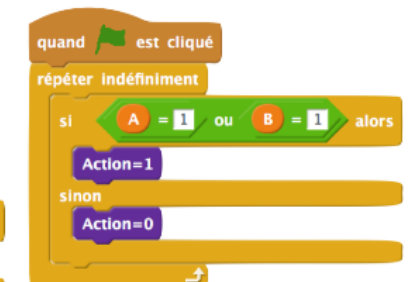 quand est cliqué
répéter indéfiniment
si A = 1 ou B = 1 alors
Action=1
sinon
Action=0